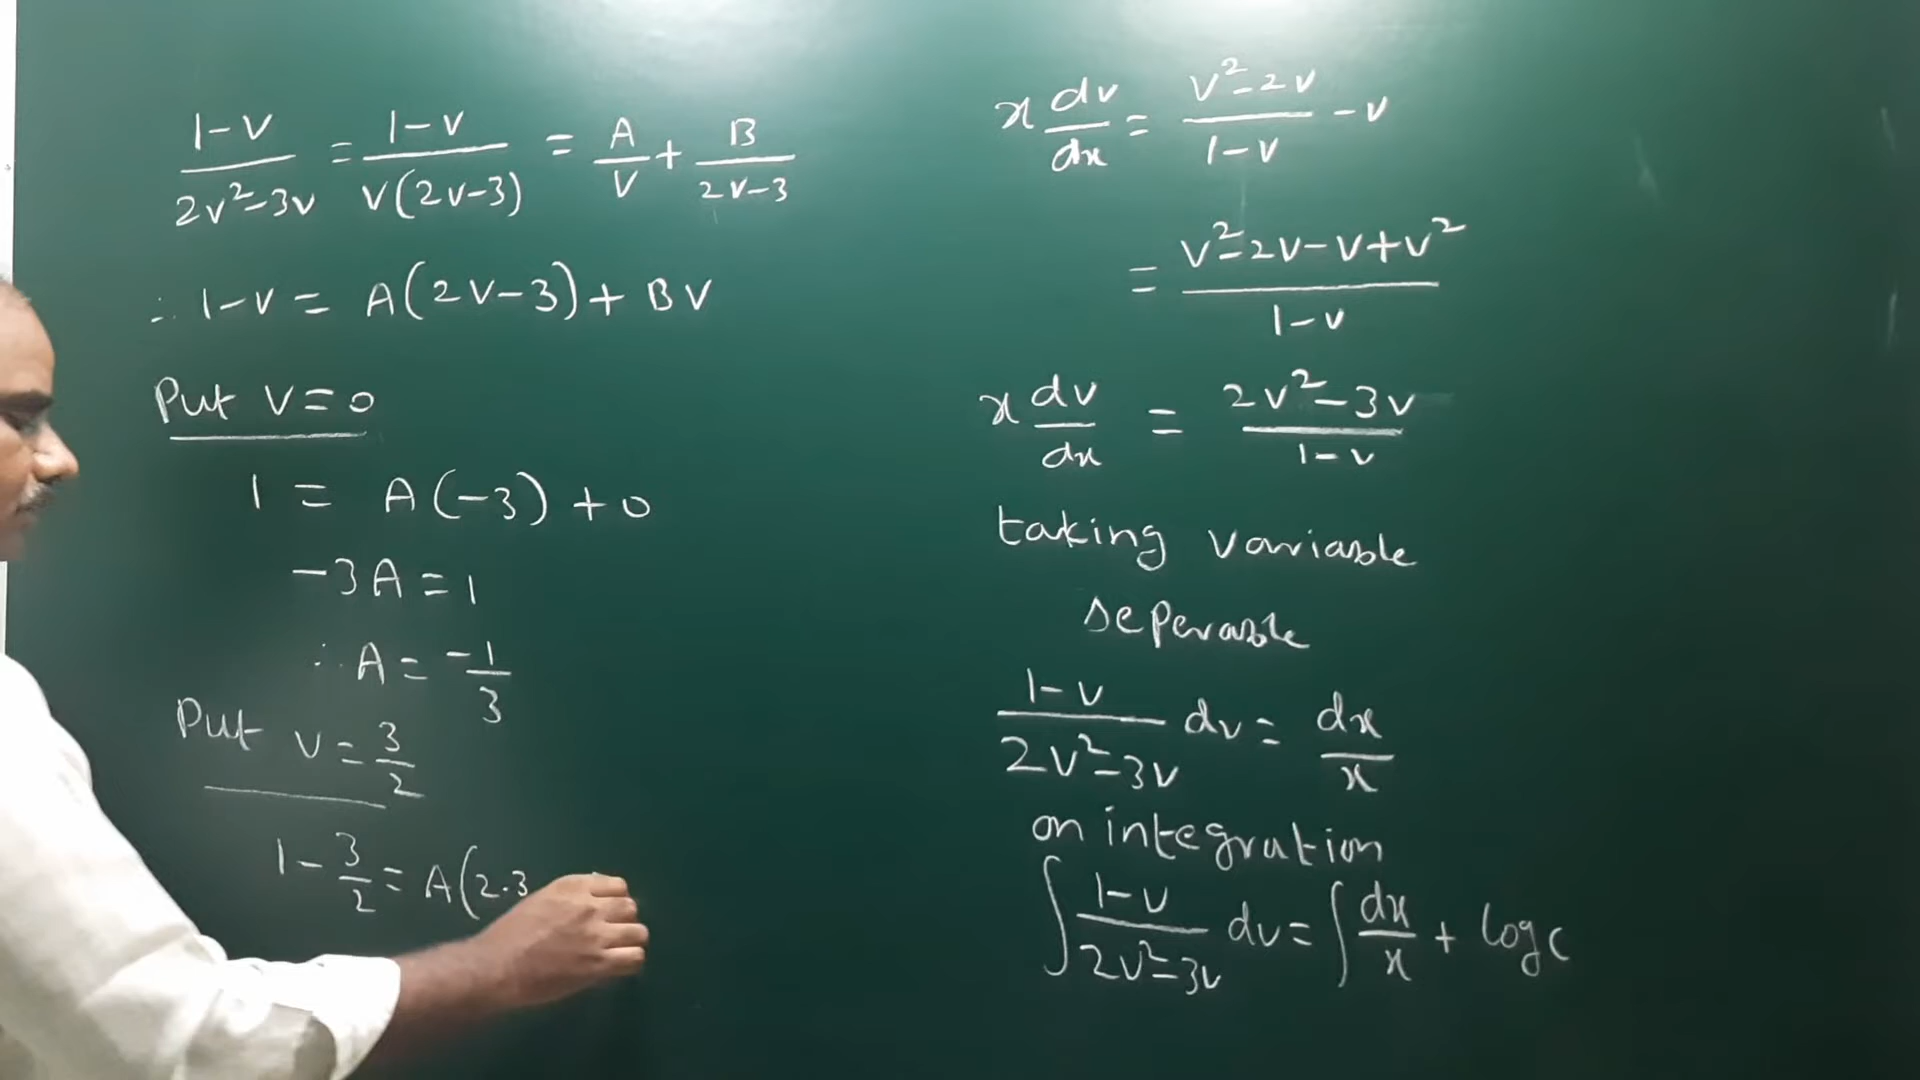 1-v/2v²-3v = 1-v/v(2v-3) = A/v + B/2v-3
∴ 1-v = A(2v-3) + Bv
Put v=0
1 = A(-3) + 0
-3A = 1
∴ A = -1/3
Put v = 3/2
1 - 3/2 = A(2.3
x dv/dx = v²-2v/1-v - v
= v²-2v-v+v²/1-v
x dv/dx = 2v²-3v/1-v
taking variable
seperable
1-v/2v²-3v dv = dx/x
on integration
∫ 1-v/2v²-3v dv = ∫ dx/x + log c